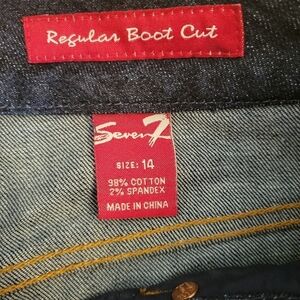 Regular Boot Cut
Seven7
SIZE: 14
98% COTTON
2% SPANDEX
MADE IN CHINA